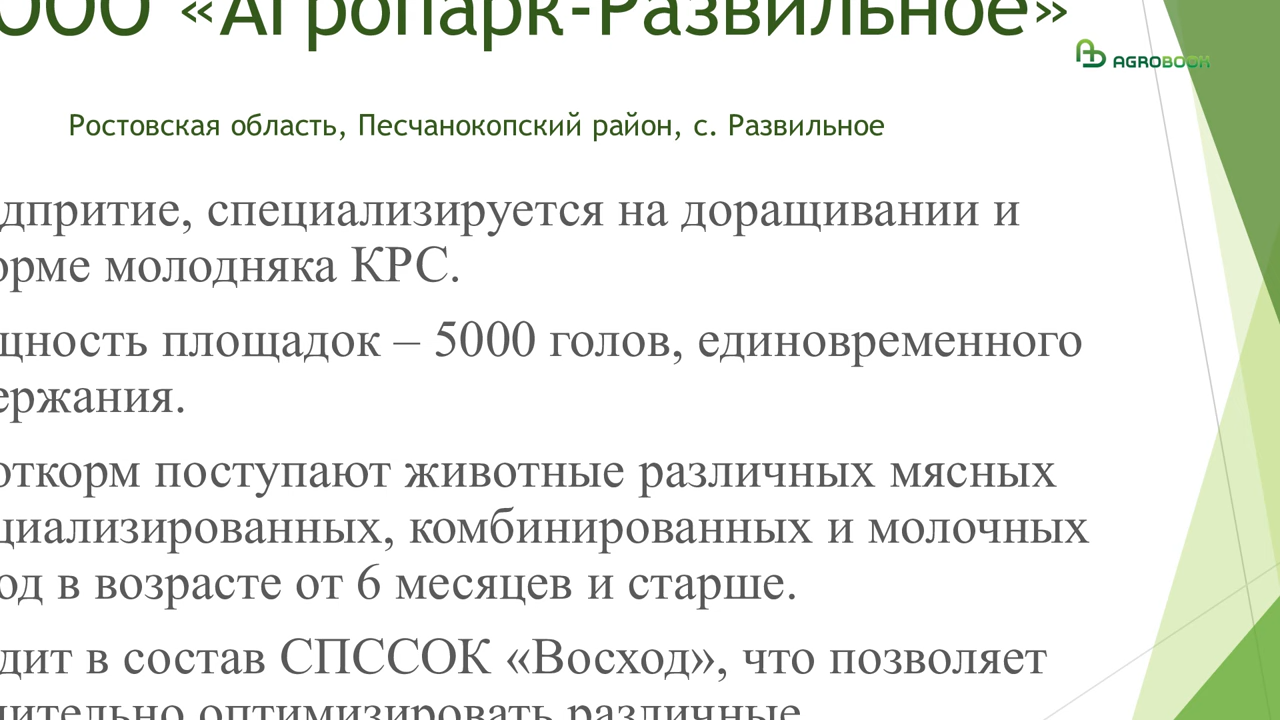 ООО «Агропарк-Развильное»
AGROBOOK
Ростовская область, Песчанокопский район, с. Развильное
дпритие, специализируется на доращивании и
орме молодняка КРС.
щность площадок – 5000 голов, единовременного
ержания.
откорм поступают животные различных мясных
циализированных, комбинированных и молочных
од в возрасте от 6 месяцев и старше.
дит в состав СПССОК «Восход», что позволяет
чительно оптимизировать различные